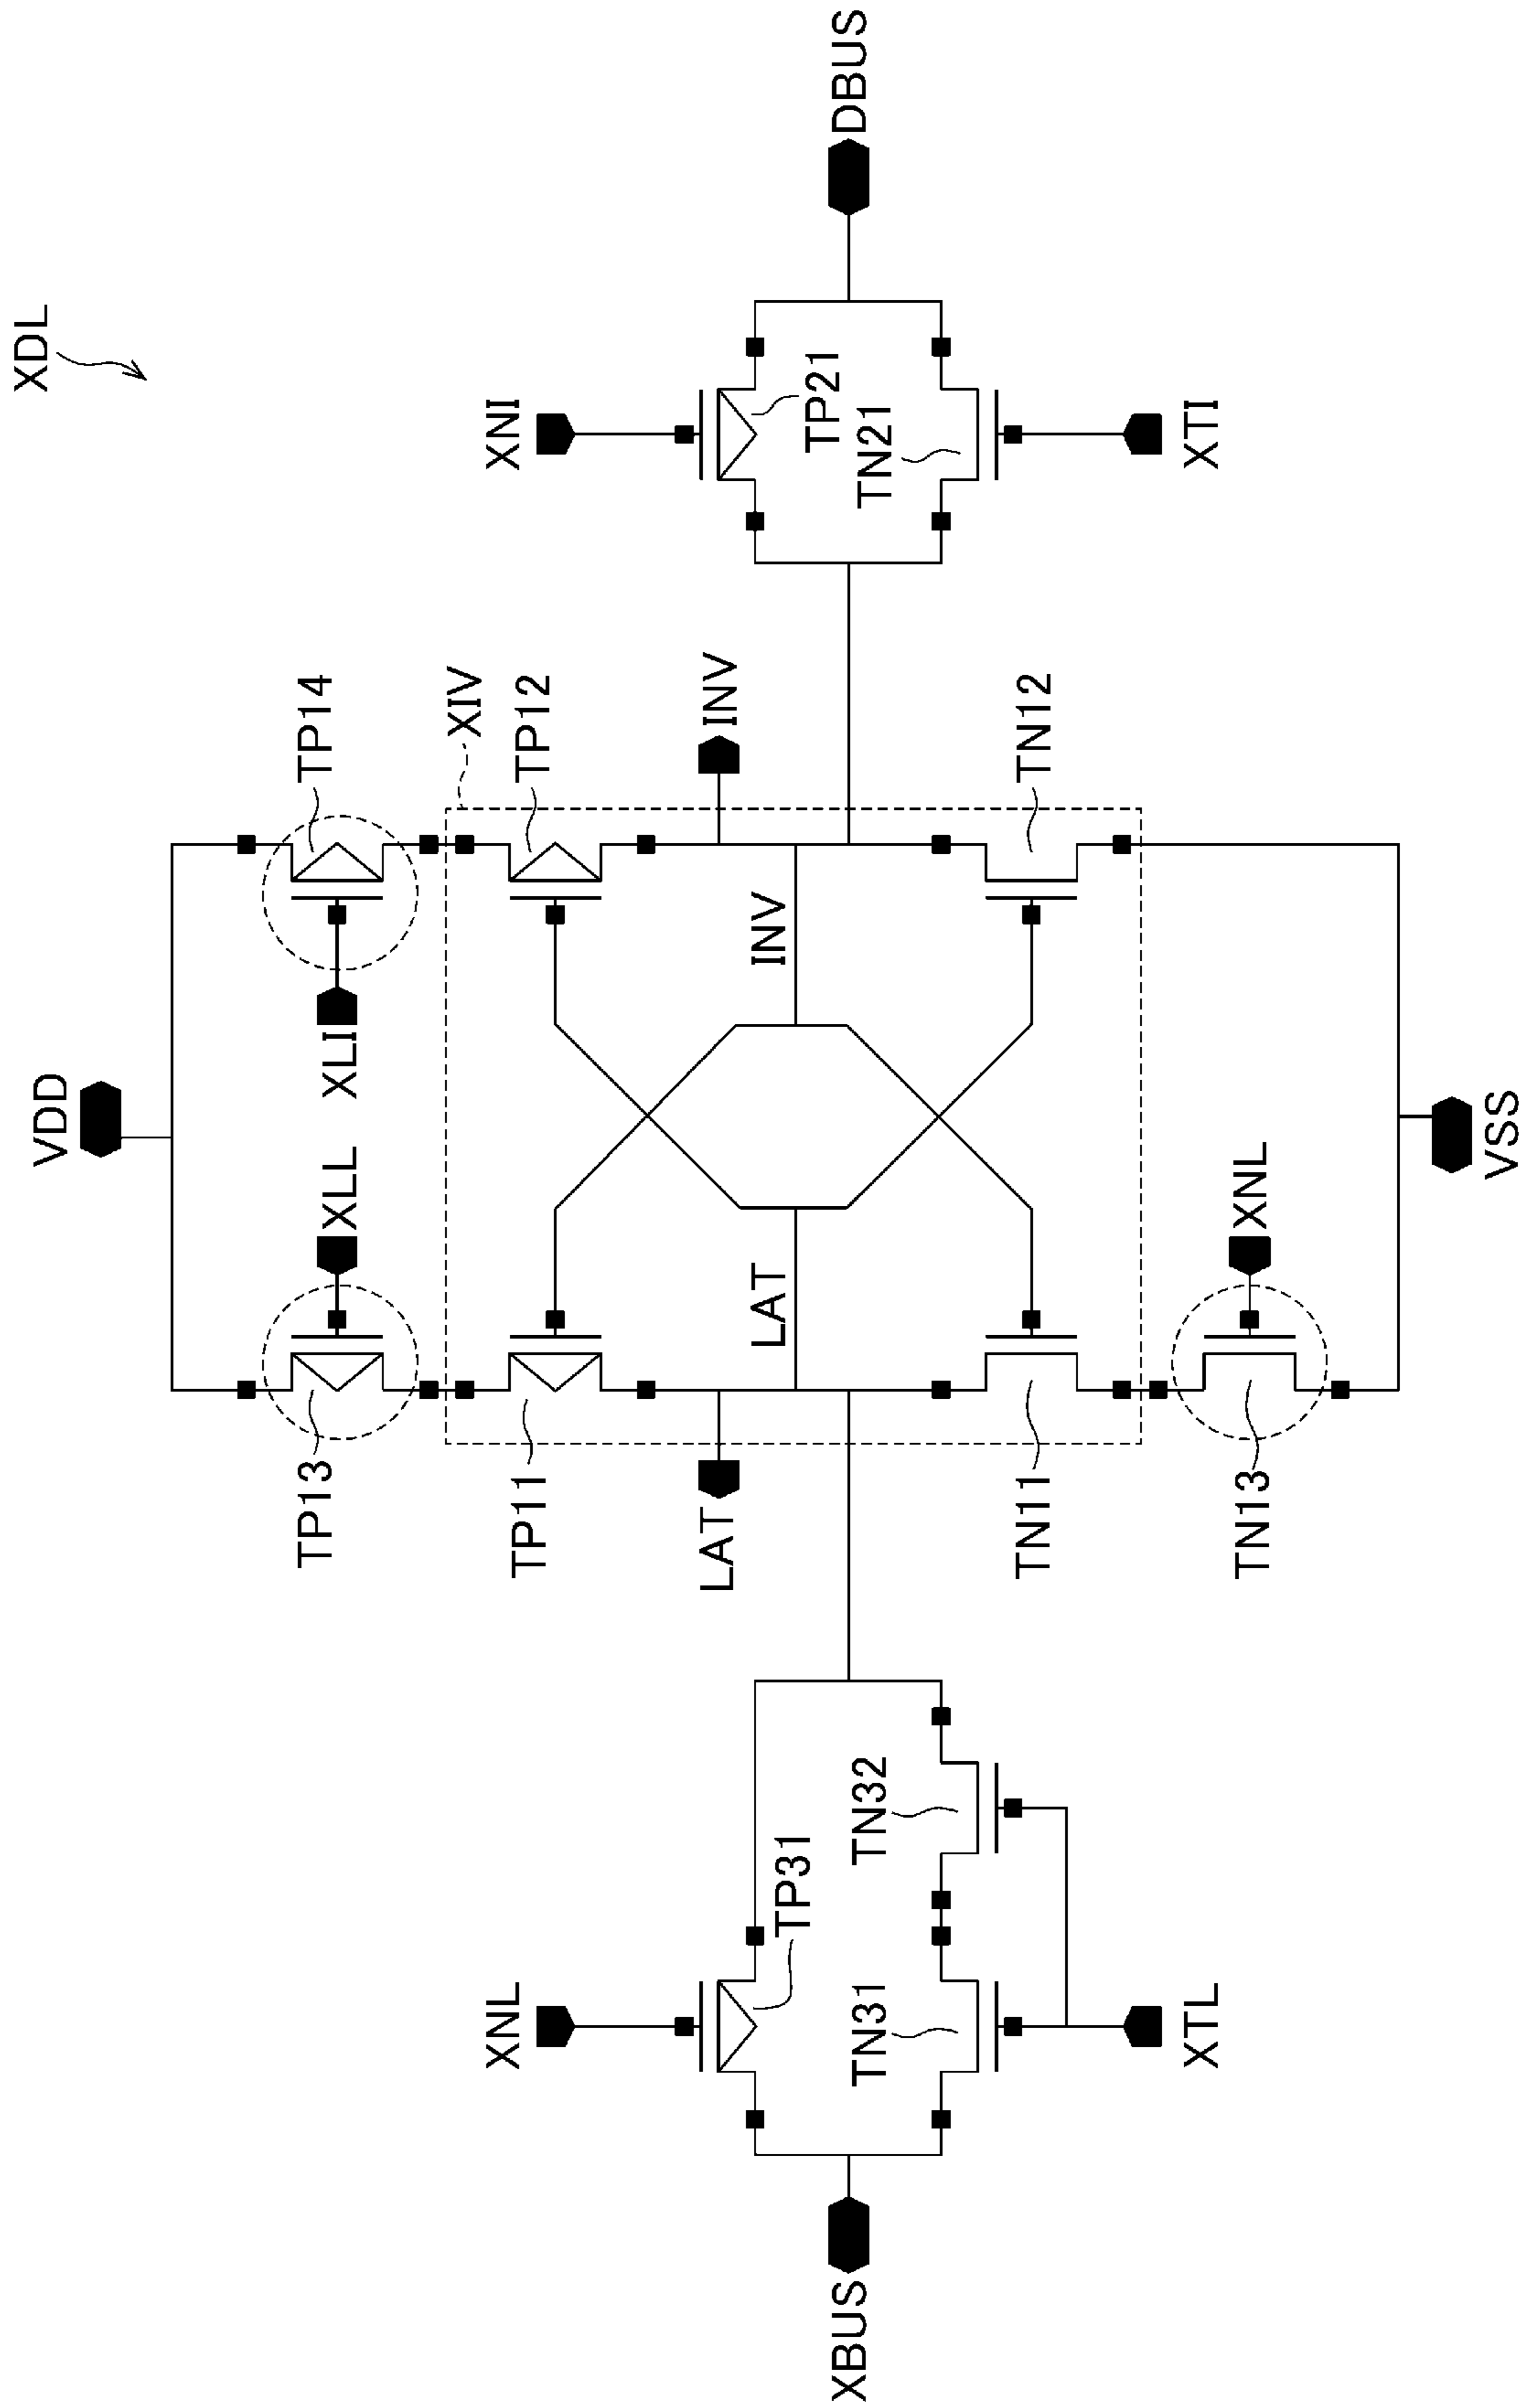 XDL
VDD
VSS
XBUS
DBUS
XNL
XTL
TP31
TN31
TN32
TP13
XLL
XLI
TP14
TP11
XIV
TP12
LAT
LAT
INV
INV
TN11
TN12
TN13
XNL
XNI
TP21
TN21
XTI